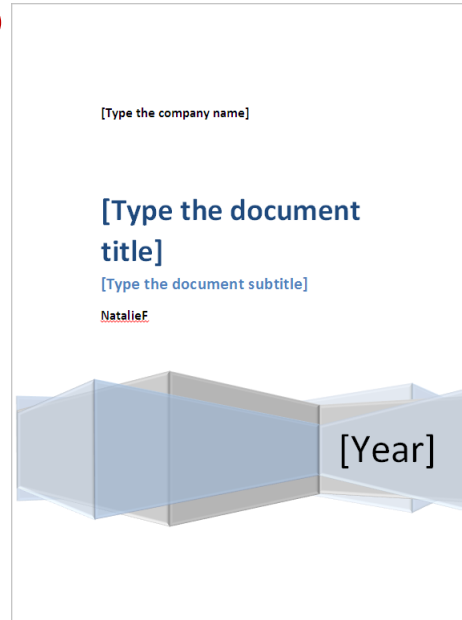 [Type the company name]
[Type the document
title]
[Type the document subtitle]
NatalieF
[Year]